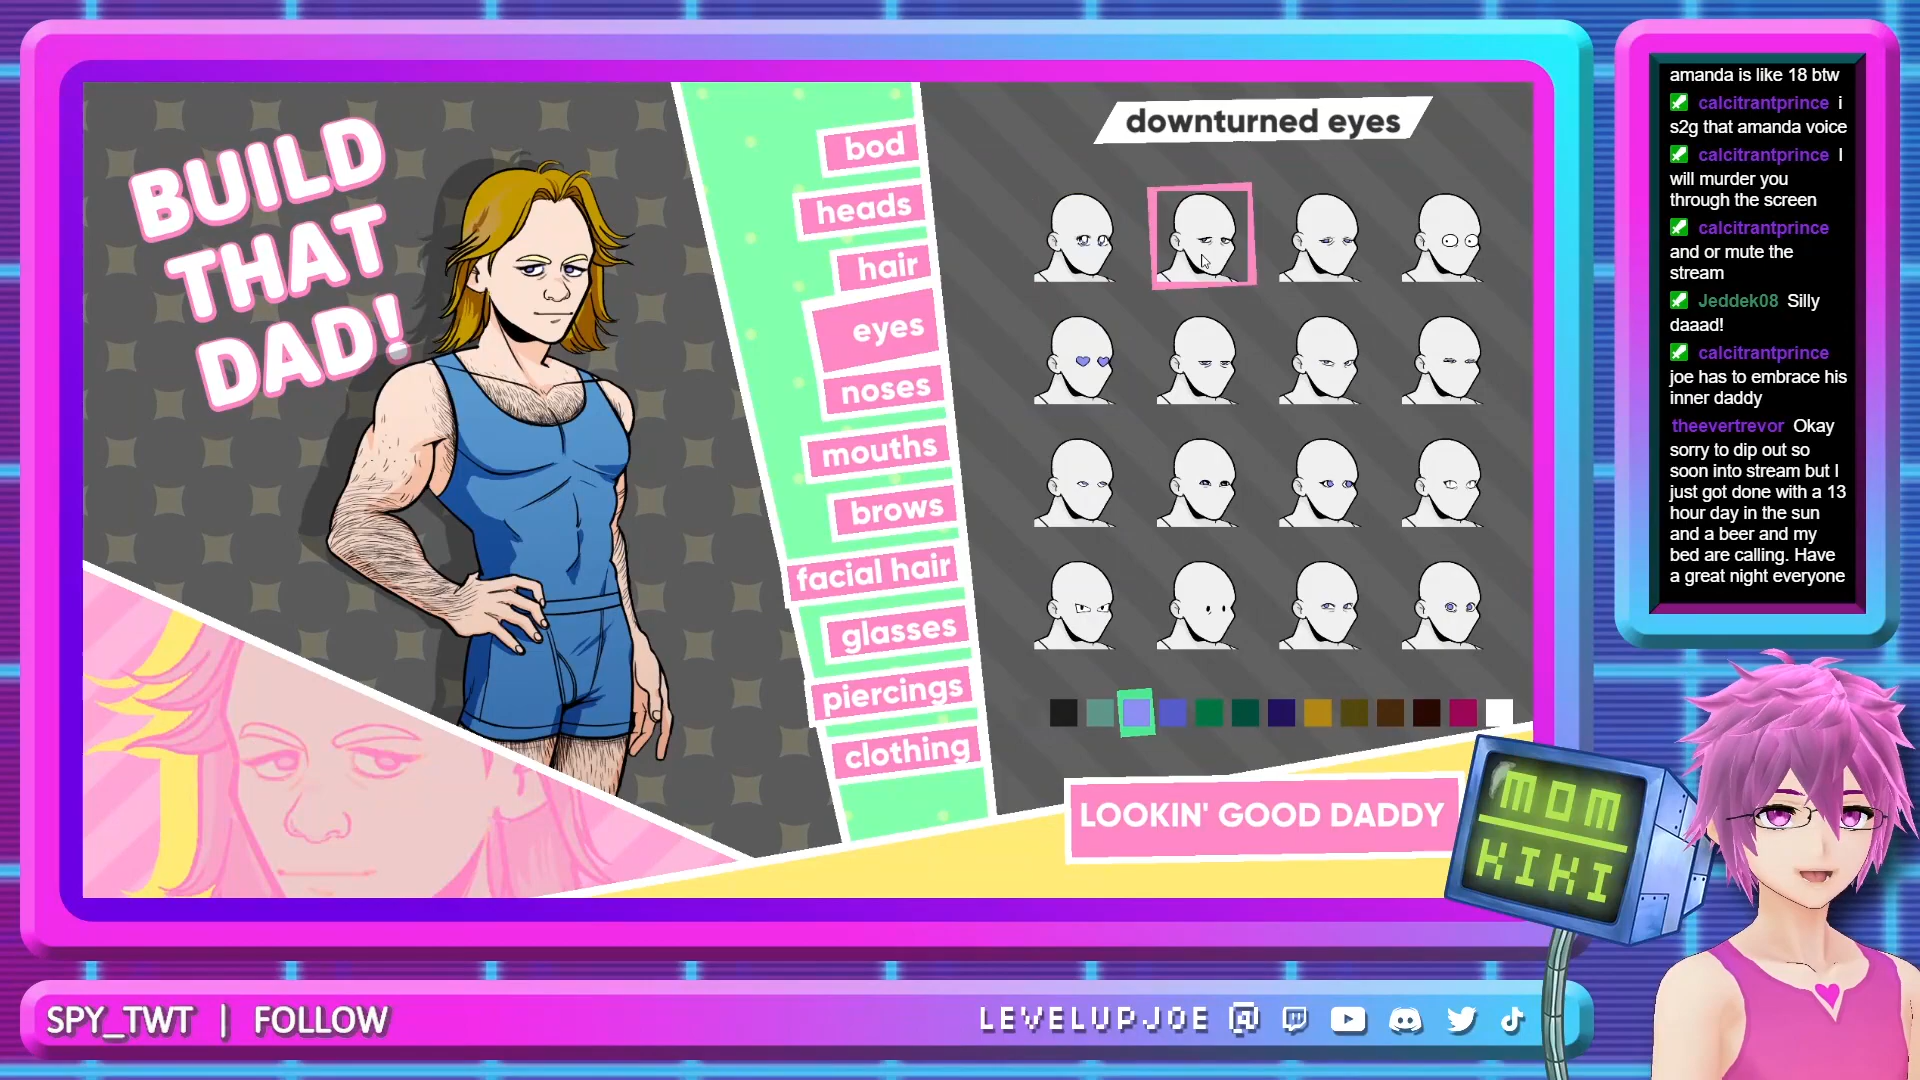 BUILD
THAT
DAD!
bod
heads
hair
eyes
noses
mouths
brows
facial hair
glasses
piercings
clothing
downturned eyes
LOOKIN' GOOD DADDY
amanda is like 18 btw
calcitrantprince i
s2g that amanda voice
calcitrantprince I
will murder you
through the screen
calcitrantprince
and or mute the
stream
Jeddek08 Silly
daaad!
calcitrantprince
joe has to embrace his
inner daddy
theevertrevor Okay
sorry to dip out so
soon into stream but I
just got done with a 13
hour day in the sun
and a beer and my
bed are calling. Have
a great night everyone
MOM
KIKI
SPY_TWT | FOLLOW
LEVELUPJOE